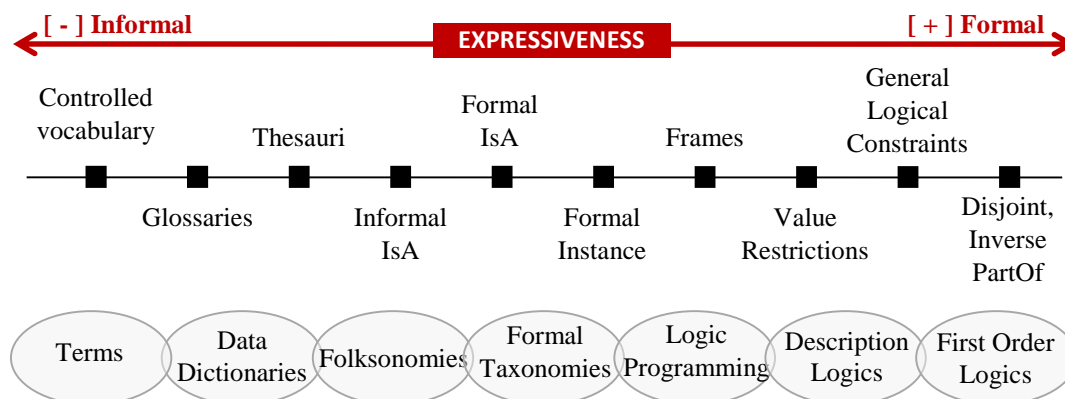 [ - ] Informal
EXPRESSIVENESS
[ + ] Formal
Controlled
vocabulary
Glossaries
Thesauri
Informal
IsA
Formal
IsA
Formal
Instance
Frames
Value
Restrictions
General
Logical
Constraints
Disjoint,
Inverse
PartOf
Terms
Data
Dictionaries
Folksonomies
Formal
Taxonomies
Logic
Programming
Description
Logics
First Order
Logics